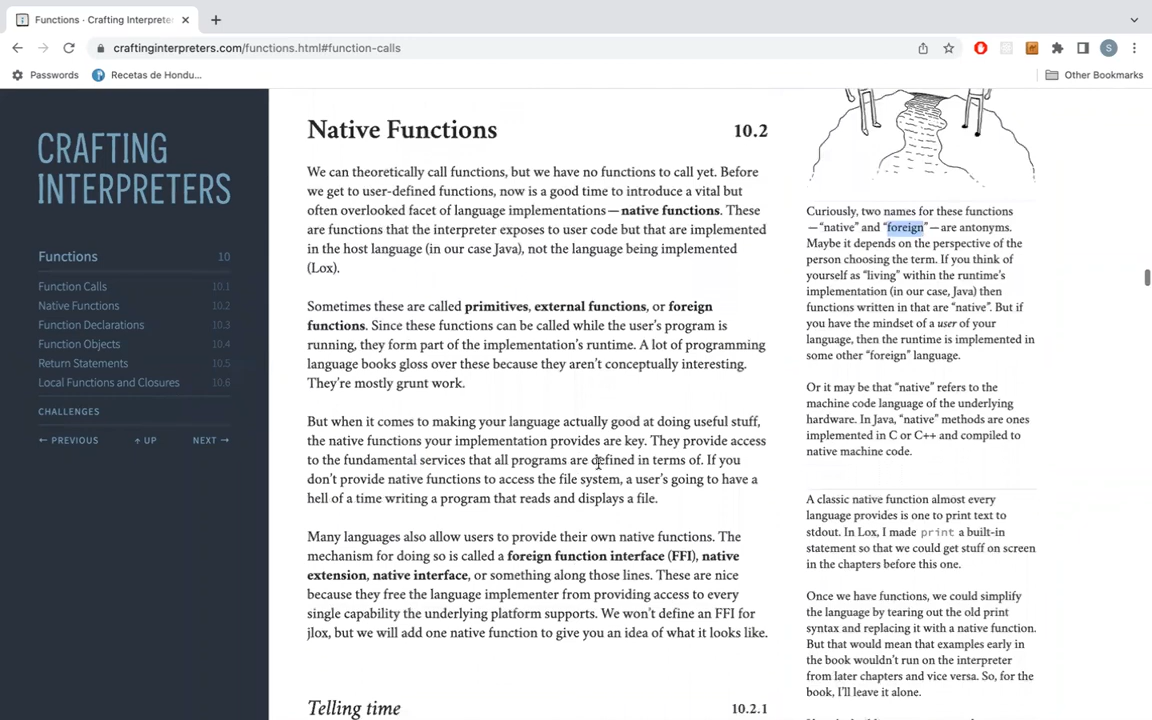 Functions · Crafting Interprete
craftinginterpreters.com/functions.html#function-calls
S
Passwords
Recetas de Hondu...
Other Bookmarks
CRAFTING
INTERPRETERS
Functions 10
Function Calls 10.1
Native Functions 10.2
Function Declarations 10.3
Function Objects 10.4
Return Statements 10.5
Local Functions and Closures 10.6
CHALLENGES
← PREVIOUS ↑ UP NEXT →
Native Functions 10.2
We can theoretically call functions, but we have no functions to call yet. Before
we get to user-defined functions, now is a good time to introduce a vital but
often overlooked facet of language implementations—native functions. These
are functions that the interpreter exposes to user code but that are implemented
in the host language (in our case Java), not the language being implemented
(Lox).
Sometimes these are called primitives, external functions, or foreign
functions. Since these functions can be called while the user’s program is
running, they form part of the implementation’s runtime. A lot of programming
language books gloss over these because they aren’t conceptually interesting.
They’re mostly grunt work.
But when it comes to making your language actually good at doing useful stuff,
the native functions your implementation provides are key. They provide access
to the fundamental services that all programs are defined in terms of. If you
don’t provide native functions to access the file system, a user’s going to have a
hell of a time writing a program that reads and displays a file.
Many languages also allow users to provide their own native functions. The
mechanism for doing so is called a foreign function interface (FFI), native
extension, native interface, or something along those lines. These are nice
because they free the language implementer from providing access to every
single capability the underlying platform supports. We won’t define an FFI for
jlox, but we will add one native function to give you an idea of what it looks like.
Telling time 10.2.1
Curiously, two names for these functions
—“native” and “foreign”—are antonyms.
Maybe it depends on the perspective of the
person choosing the term. If you think of
yourself as “living” within the runtime’s
implementation (in our case, Java) then
functions written in that are “native”. But if
you have the mindset of a user of your
language, then the runtime is implemented in
some other “foreign” language.
Or it may be that “native” refers to the
machine code language of the underlying
hardware. In Java, “native” methods are ones
implemented in C or C++ and compiled to
native machine code.
A classic native function almost every
language provides is one to print text to
stdout. In Lox, I made print a built-in
statement so that we could get stuff on screen
in the chapters before this one.
Once we have functions, we could simplify
the language by tearing out the old print
syntax and replacing it with a native function.
But that would mean that examples early in
the book wouldn’t run on the interpreter
from later chapters and vice versa. So, for the
book, I’ll leave it alone.